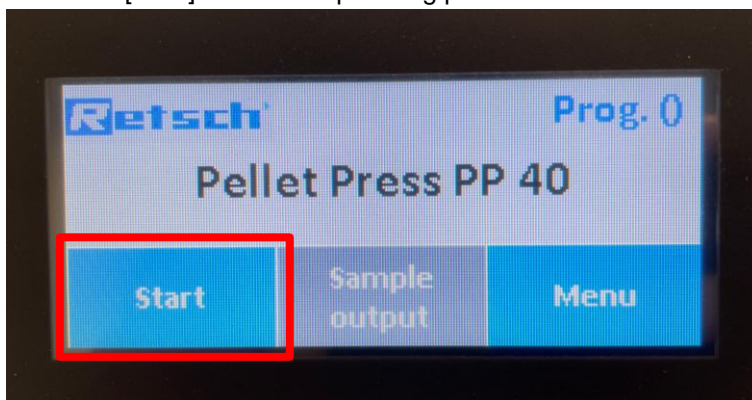 Retsch
Prog. 0
Pellet Press PP 40
Start
Sample
output
Menu